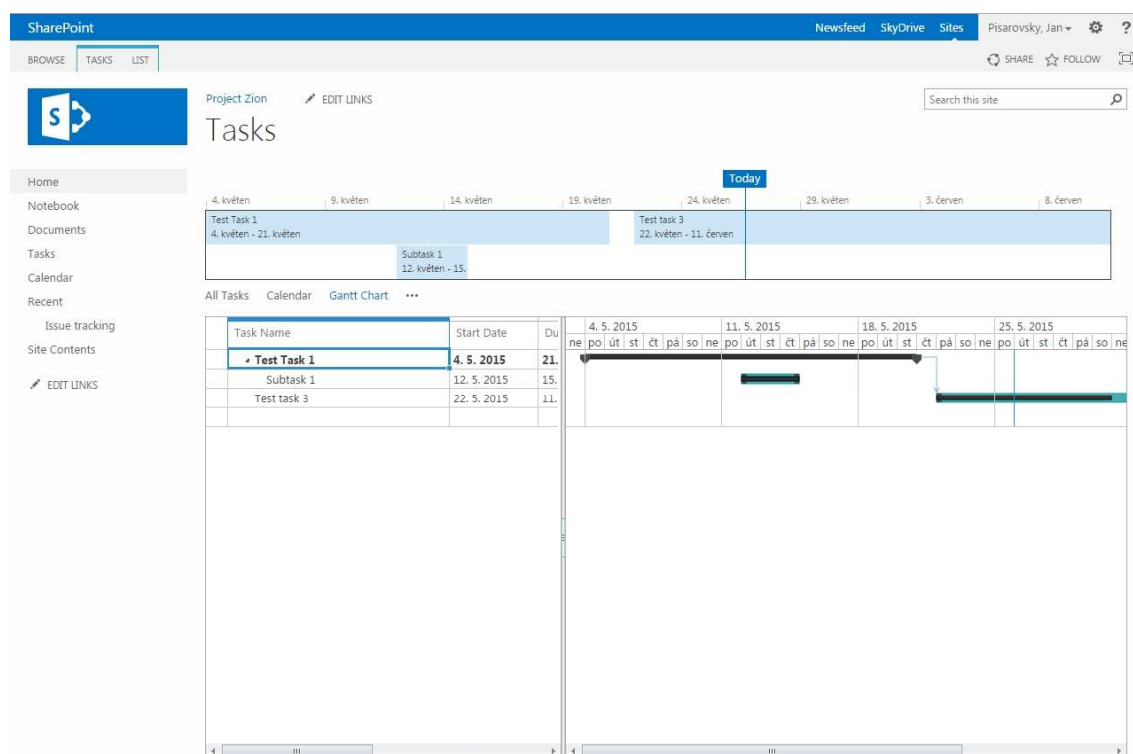 SharePoint Newsfeed SkyDrive Sites Pisarovsky, Jan ?
BROWSE TASKS LIST SHARE FOLLOW
S
Project Zion EDIT LINKS Search this site
Tasks
Home
Notebook
Documents
Tasks
Calendar
Recent
Issue tracking
Site Contents
EDIT LINKS
Today
4. květen 9. květen 14. květen 19. květen 24. květen 29. květen 3. červen 8. červen
Test Task 1 Test task 3
4. květen - 21. květen 22. květen - 11. červen
Subtask 1
12. květen - 15.
All Tasks Calendar Gantt Chart •••
4. 5. 2015 11. 5. 2015 18. 5. 2015 25. 5. 2015
Task Name Start Date Du
ne po út st čt pá so ne po út st čt pá so ne po út st čt pá so ne po út st čt pá so ne
Test Task 1 4. 5. 2015 21.
Subtask 1 12. 5. 2015 15.
Test task 3 22. 5. 2015 11.